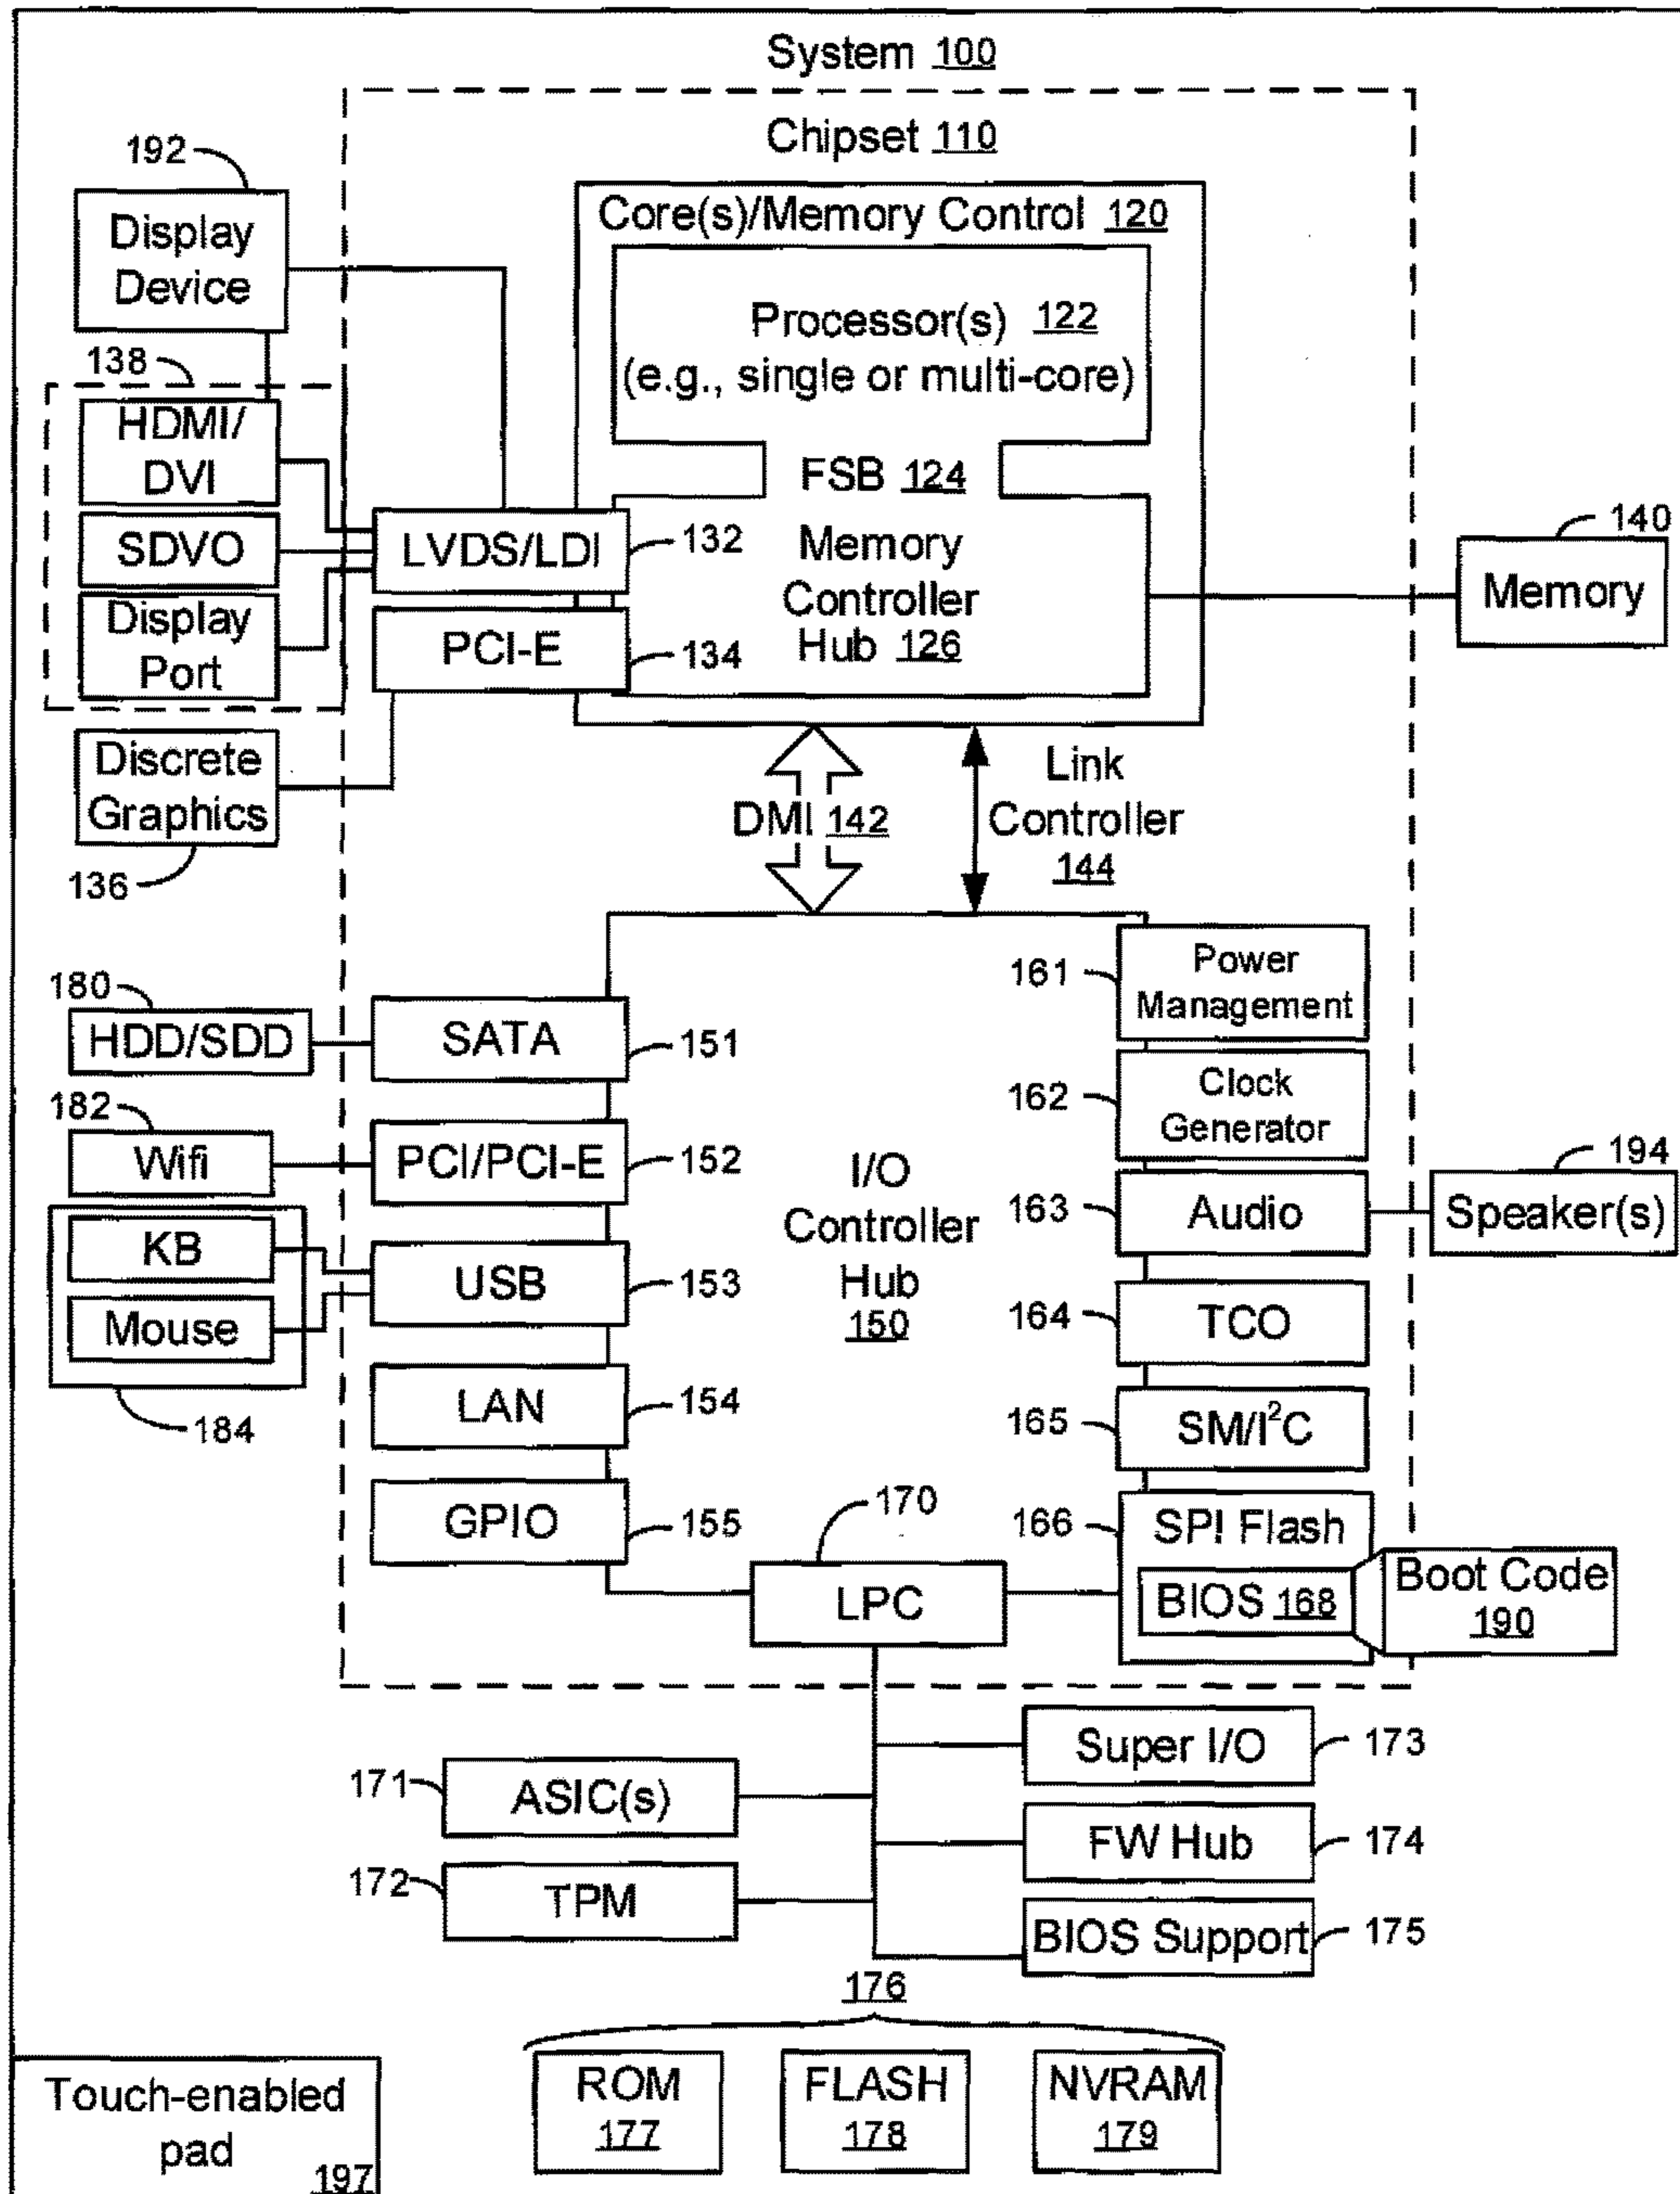 System 100
Chipset 110
192
Display
Device
Core(s)/Memory Control 120
Processor(s) 122
(e.g., single or multi-core)
138
HDMI/
DVI
SDVO
Display
Port
FSB 124
LVDS/LDI
132
PCI-E
134
Memory
Controller
Hub 126
140
Memory
Discrete
Graphics
136
DMI 142
Link
Controller
144
180
HDD/SDD
SATA
151
182
Wifi
PCI/PCI-E
152
KB
Mouse
184
USB
153
LAN
154
GPIO
155
I/O
Controller
Hub
150
161
Power
Management
162
Clock
Generator
163
Audio
194
Speaker(s)
164
TCO
165
SM/I²C
166
SPI Flash
BIOS 168
Boot Code
190
170
LPC
171
ASIC(s)
172
TPM
Super I/O
173
FW Hub
174
BIOS Support
175
176
ROM
177
FLASH
178
NVRAM
179
Touch-enabled
pad
197